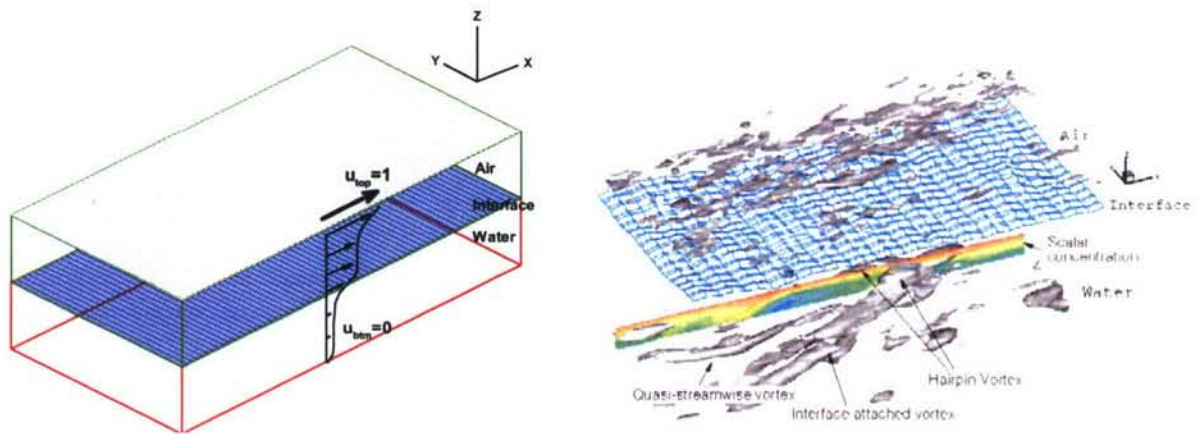 Z
Y
X
Air
u_top=1
Interface
Water
u_btm=0
Air
Interface
Scalar
concentration
Water
Hairpin Vortex
Quasi-streamwise vortex
Interface attached vortex